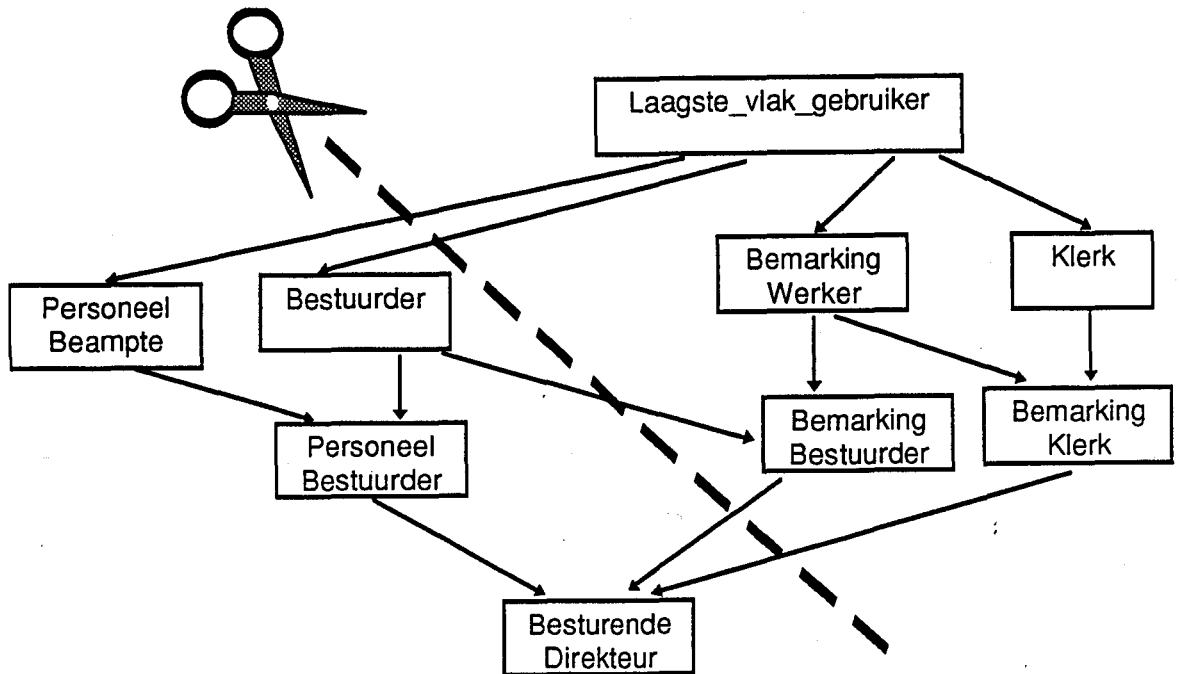 Laagste_vlak_gebruiker
Personeel
Beampte
Bestuurder
Bemarking
Werker
Klerk
Personeel
Bestuurder
Bemarking
Bestuurder
Bemarking
Klerk
Besturende
Direkteur